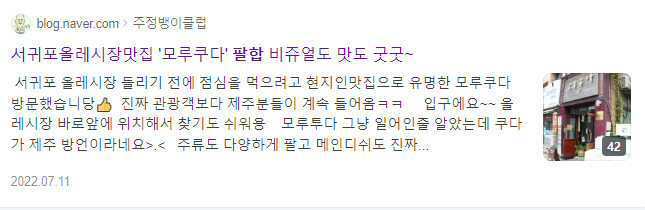 blog.naver.com · 주정뱅이클럽
서귀포올레시장맛집 '모루쿠다' 팔합 비쥬얼도 맛도 굿굿~
서귀포 올레시장 들리기 전에 점심을 먹으려고 현지인맛집으로 유명한 모루쿠다
방문했습니당👍 진짜 관광객보다 제주분들이 계속 들어옴ㅋㅋ 입구에요~~ 올
레시장 바로앞에 위치해서 찾기도 쉬워용 모루투다 그냥 일어인줄 알았는데 쿠다
가 제주 방언이라네요>.< 주류도 다양하게 팔고 메인디쉬도 진짜...
42
2022.07.11